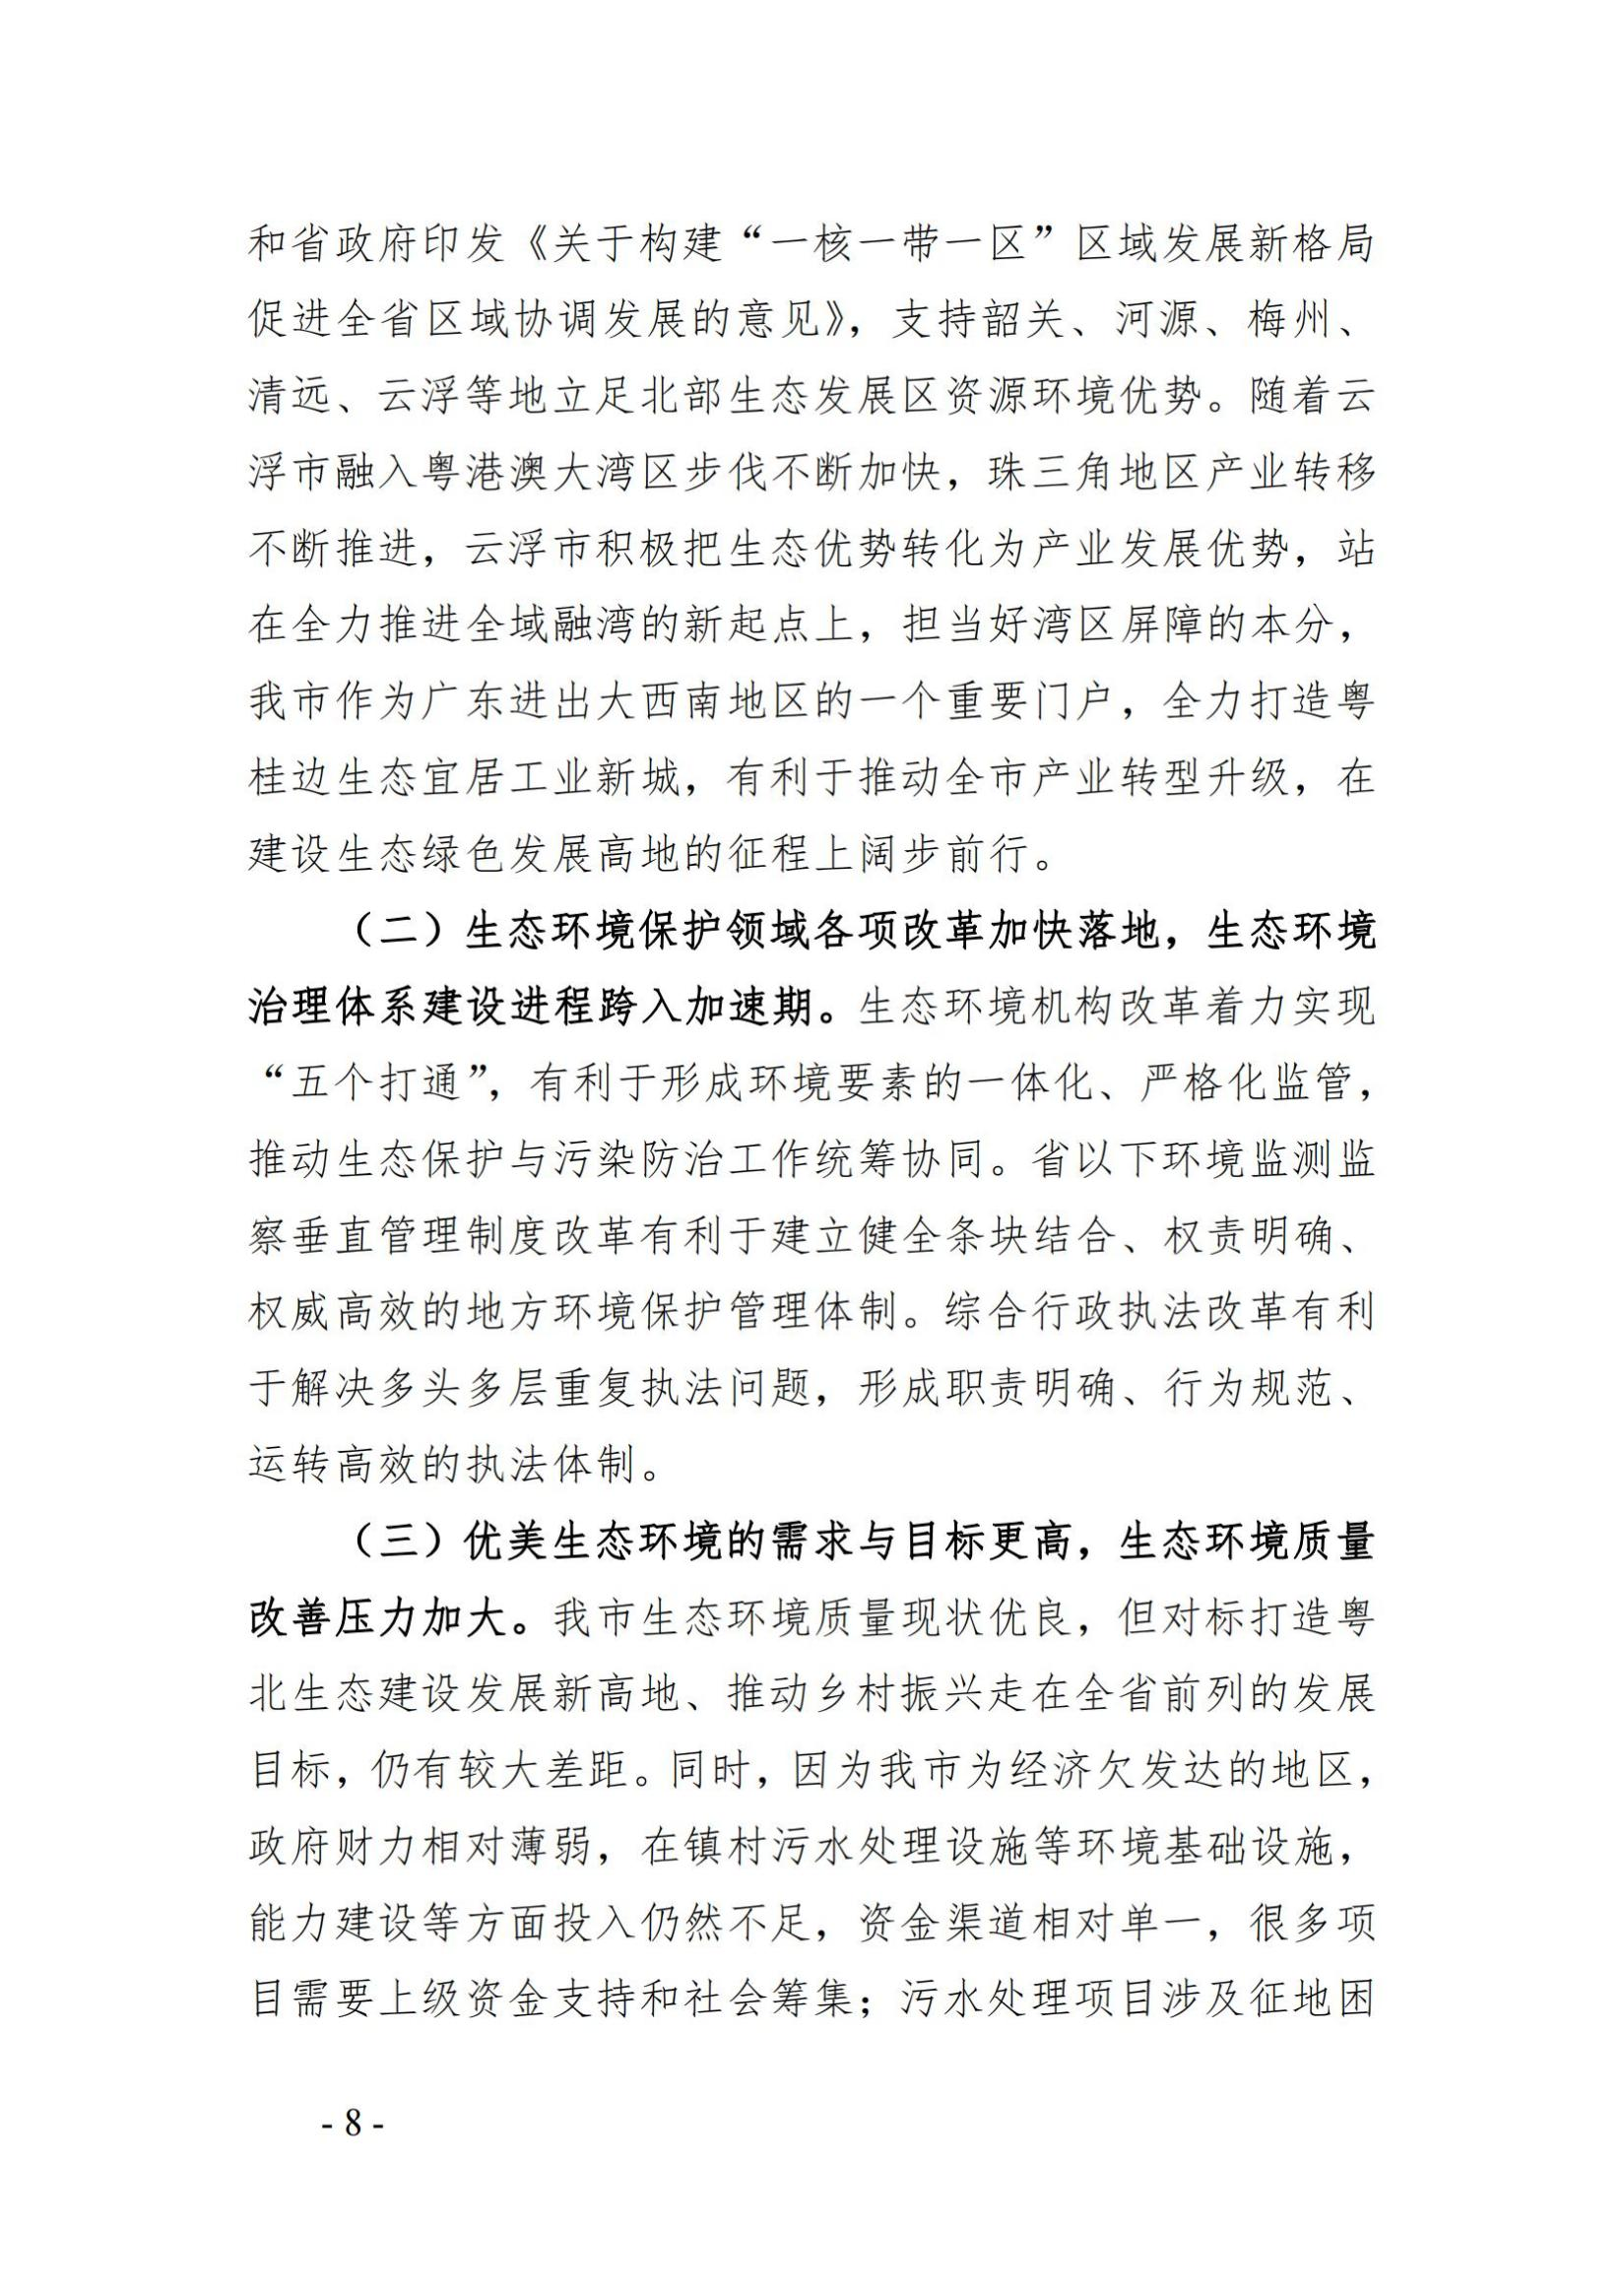 和省政府印发《关于构建“一核一带一区”区域发展新格局
促进全省区域协调发展的意见》，支持韶关、河源、梅州、
清远、云浮等地立足北部生态发展区资源环境优势。随着云
浮市融入粤港澳大湾区步伐不断加快，珠三角地区产业转移
不断推进，云浮市积极把生态优势转化为产业发展优势，站
在全力推进全域融湾的新起点上，担当好湾区屏障的本分，
我市作为广东进出大西南地区的一个重要门户，全力打造粤
桂边生态宜居工业新城，有利于推动全市产业转型升级，在
建设生态绿色发展高地的征程上阔步前行。
（二）生态环境保护领域各项改革加快落地，生态环境
治理体系建设进程跨入加速期。生态环境机构改革着力实现
“五个打通”，有利于形成环境要素的一体化、严格化监管，
推动生态保护与污染防治工作统筹协同。省以下环境监测监
察垂直管理制度改革有利于建立健全条块结合、权责明确、
权威高效的地方环境保护管理体制。综合行政执法改革有利
于解决多头多层重复执法问题，形成职责明确、行为规范、
运转高效的执法体制。
（三）优美生态环境的需求与目标更高，生态环境质量
改善压力加大。我市生态环境质量现状优良，但对标打造粤
北生态建设发展新高地、推动乡村振兴走在全省前列的发展
目标，仍有较大差距。同时，因为我市为经济欠发达的地区，
政府财力相对薄弱，在镇村污水处理设施等环境基础设施，
能力建设等方面投入仍然不足，资金渠道相对单一，很多项
目需要上级资金支持和社会筹集；污水处理项目涉及征地困
- 8 -